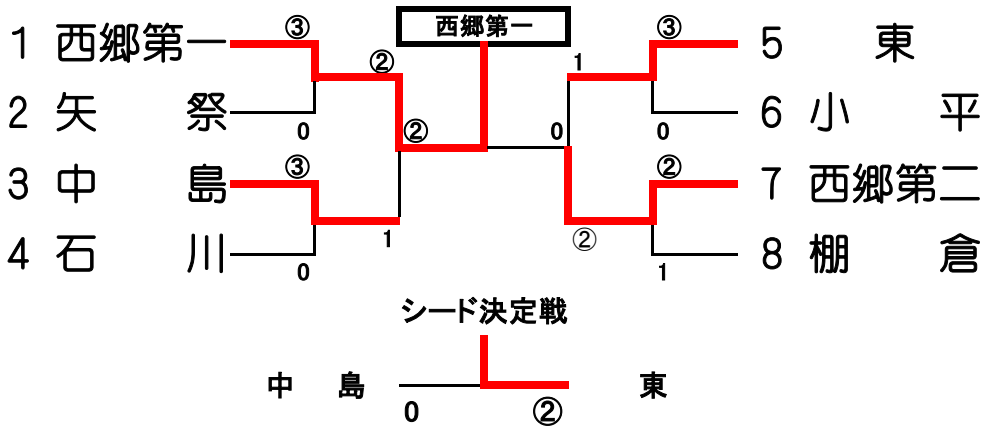 西郷第一
1 西郷第一 ③ ② ③ 5 東
1
2 矢 祭 0 ② 0 0 6 小 平
3 中 島 ③ ② 7 西郷第二
1 ②
4 石 川 0 1 8 棚 倉
シード決定戦
中 島 東
0 ②